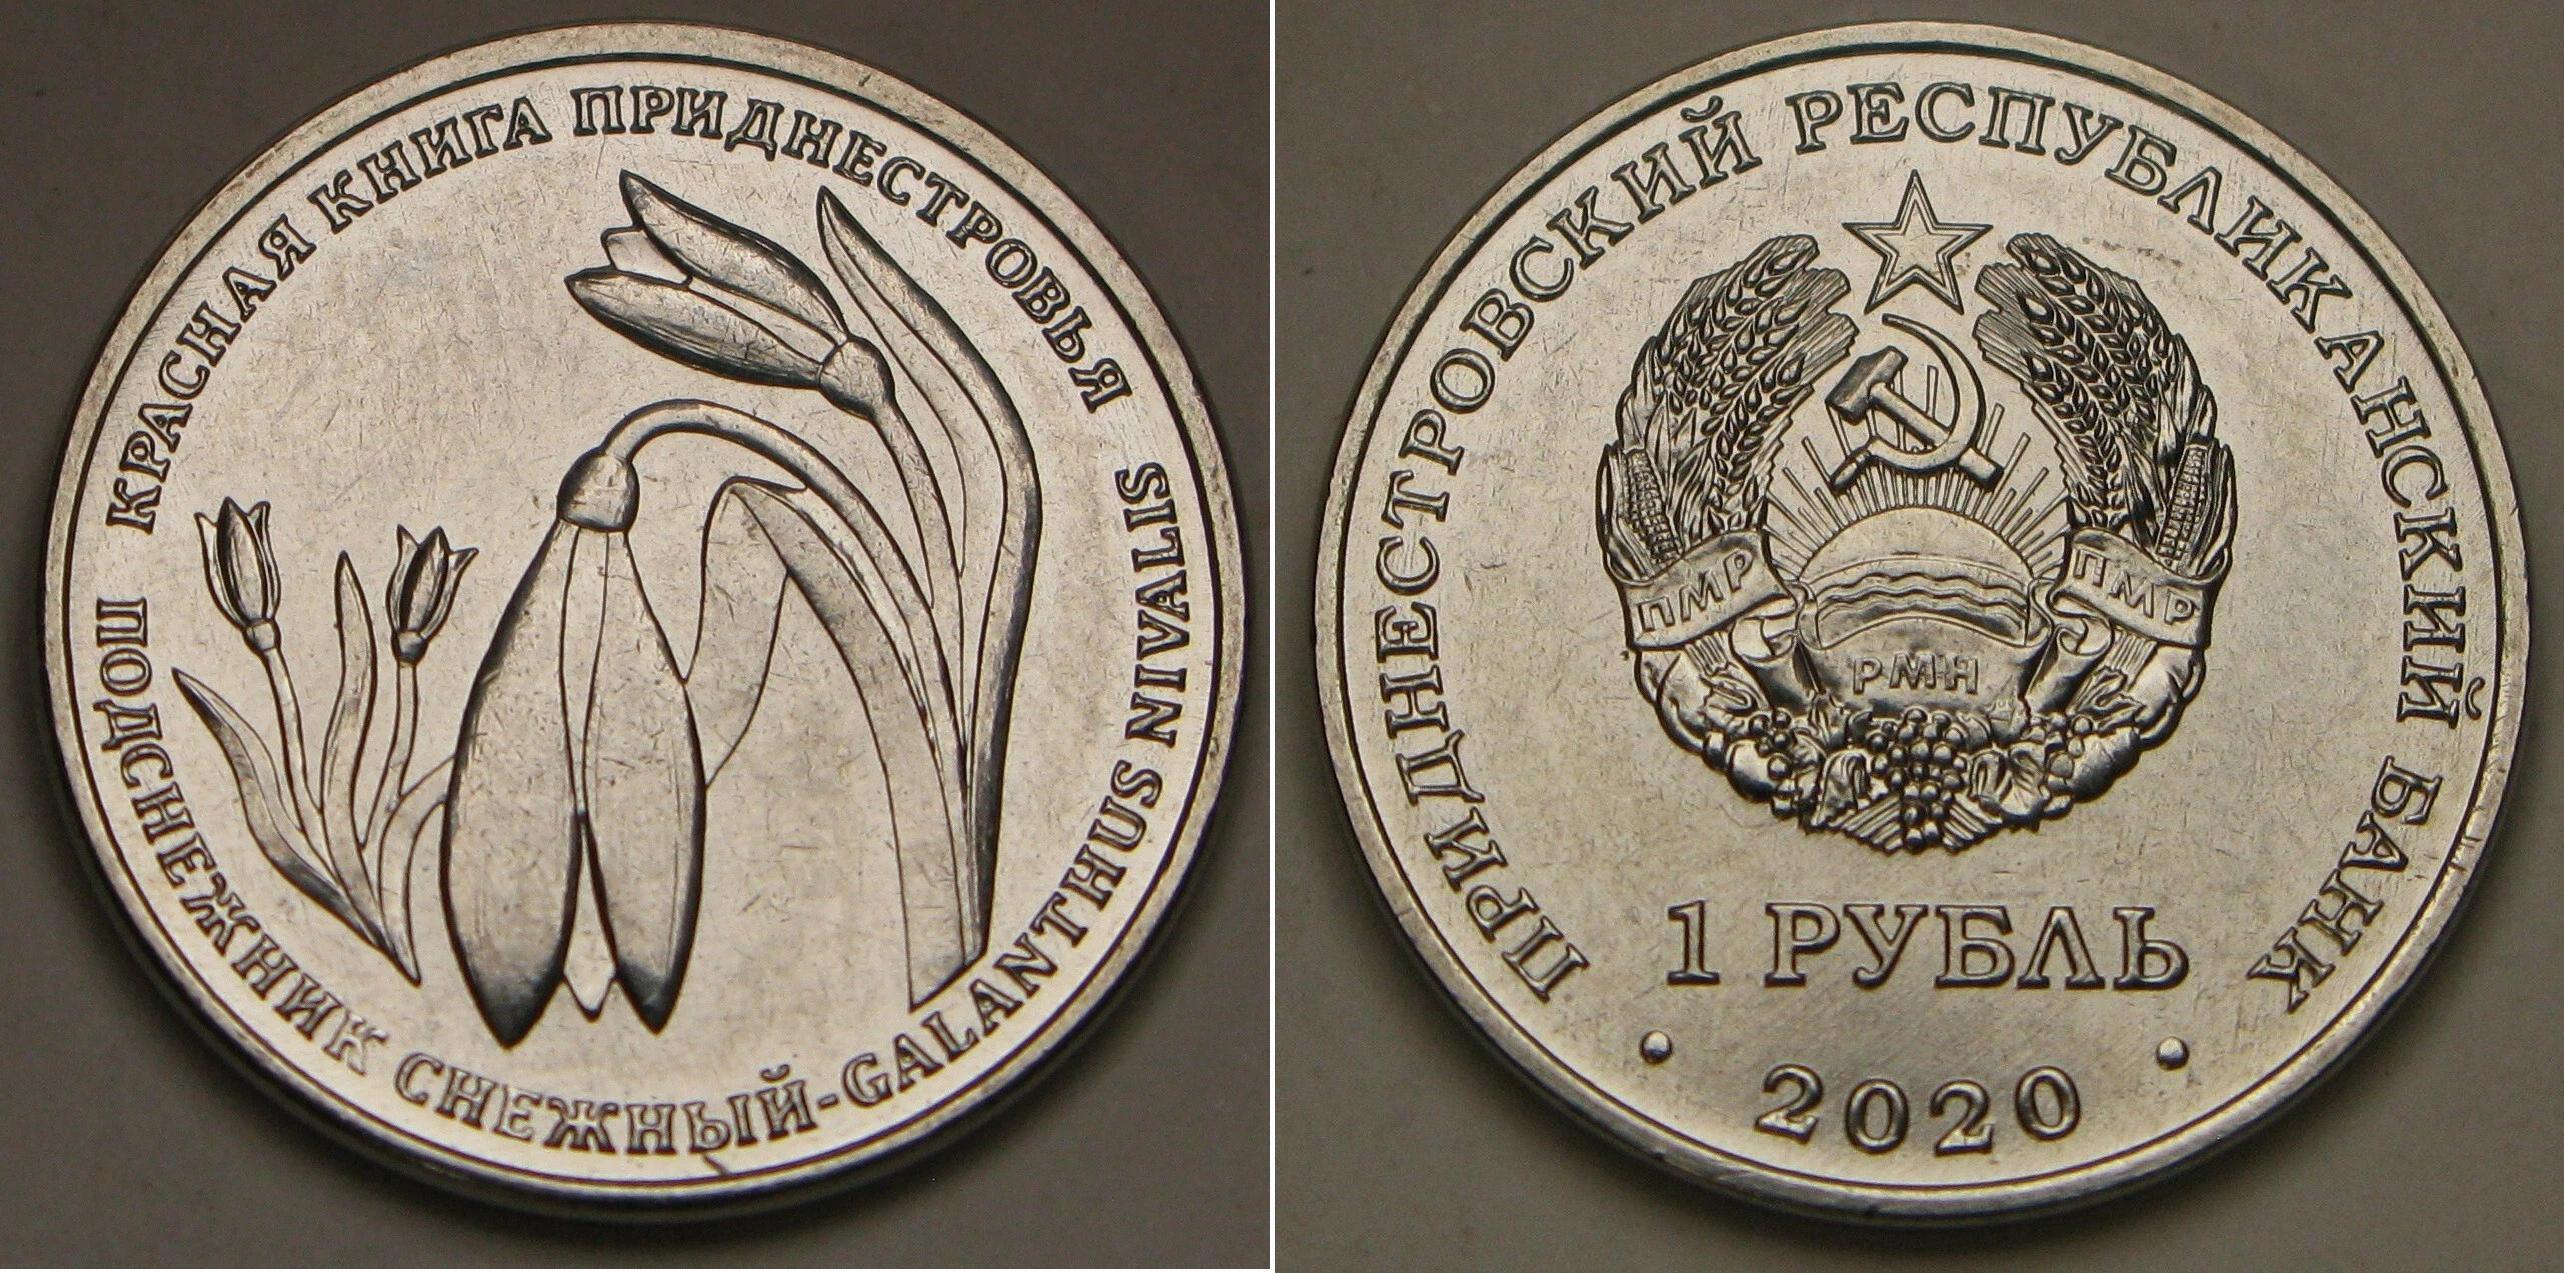 КРАСНАЯ КНИГА ПРИДНЕСТРОВЬЯ
ПОДСНЕЖНИК СНЕЖНЫЙ-GALANTHUS NIVALIS
ПРИДНЕСТРОВСКИЙ РЕСПУБЛИКАНСКИЙ БАНК
ПМР
ПМР
РМН
1 РУБЛЬ
• 2020 •